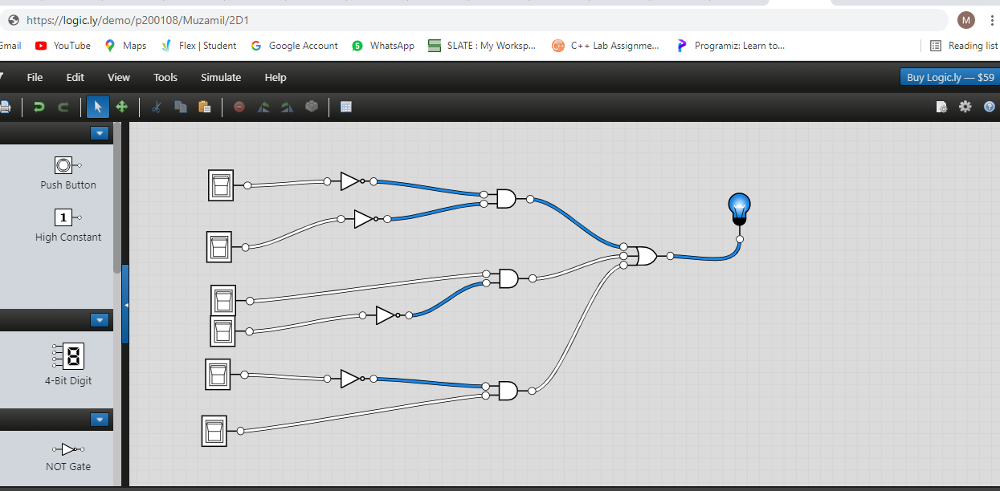 https://logic.ly/demo/p200108/Muzamil/2D1
M
Gmail YouTube Maps Flex | Student Google Account WhatsApp SLATE : My Worksp... C++ Lab Assignme... Programiz: Learn to... Reading list
File Edit View Tools Simulate Help Buy Logic.ly — $59
Push Button
1
High Constant
8
4-Bit Digit
NOT Gate